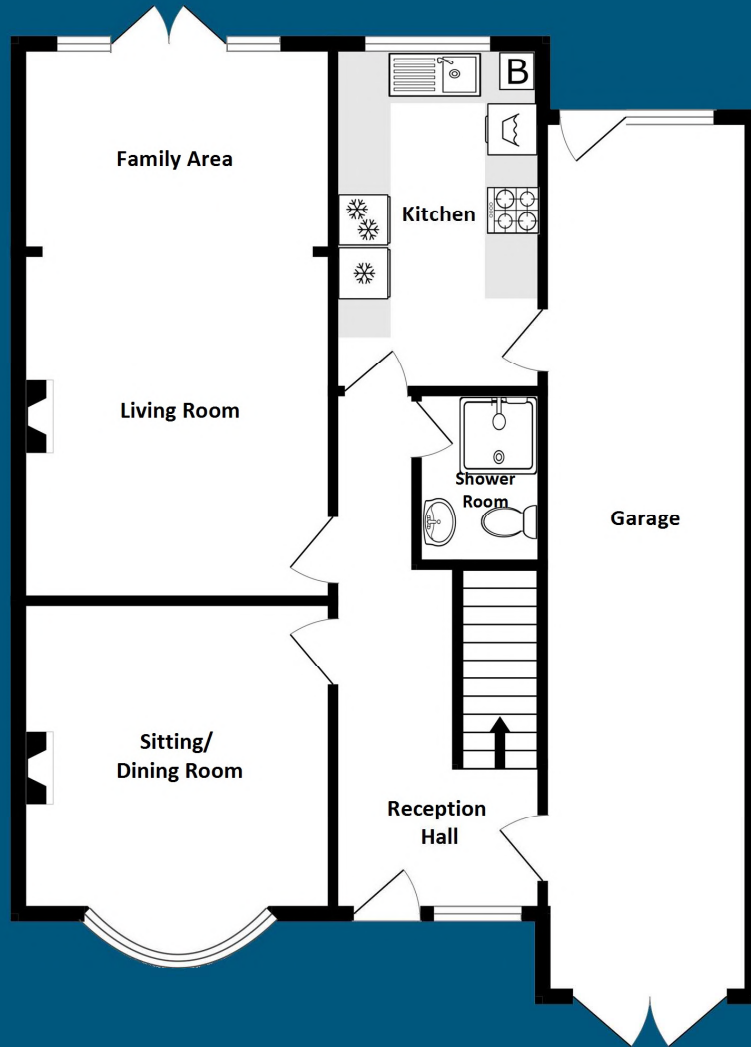 B
Family Area
Kitchen
Living Room
Shower
Room
Garage
Sitting/
Dining Room
Reception
Hall